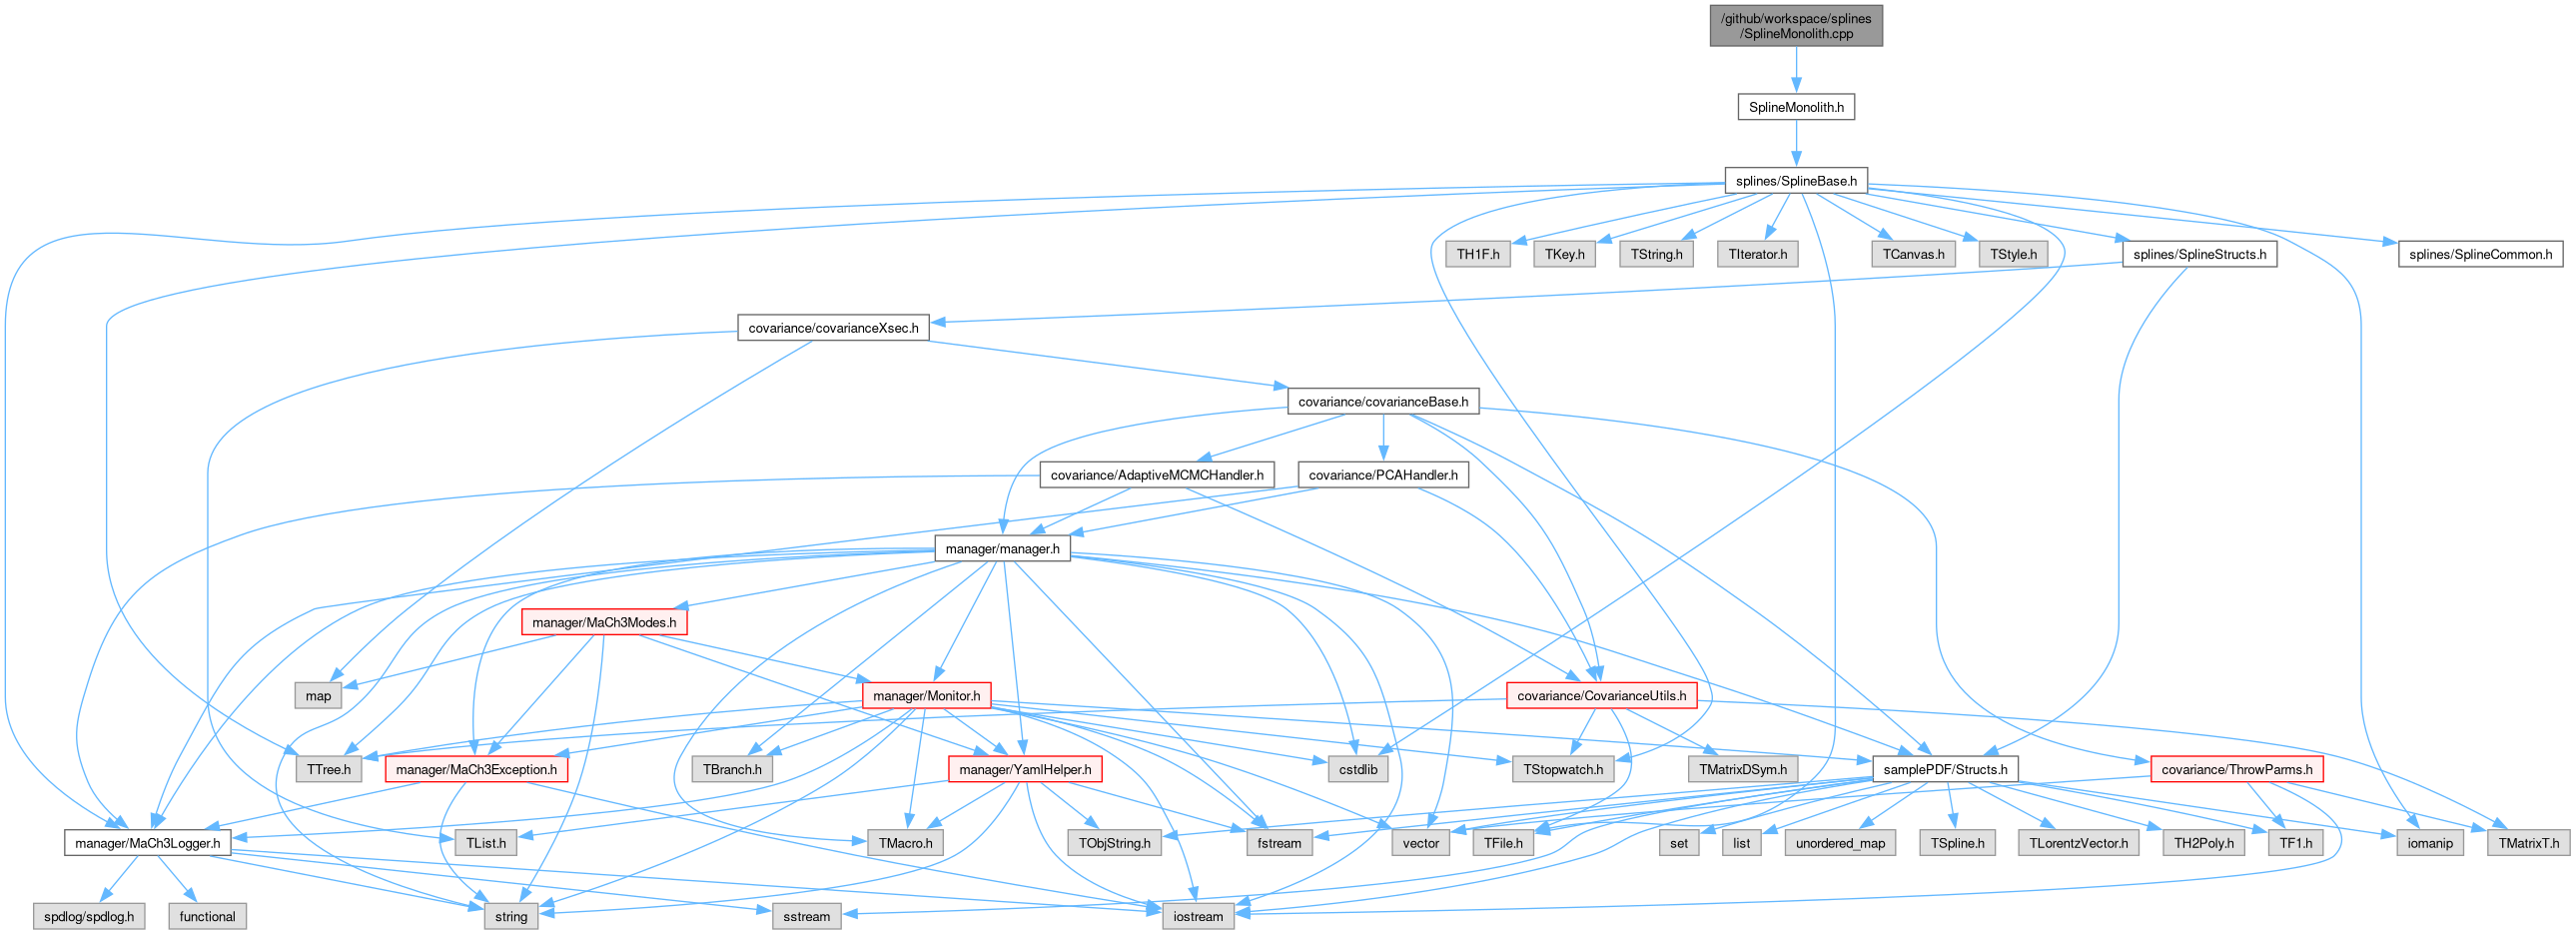 /github/workspace/splines
/SplineMonolith.cpp
SplineMonolith.h
splines/SplineBase.h
TH1F.h
TKey.h
TString.h
TIterator.h
TCanvas.h
TStyle.h
splines/SplineStructs.h
splines/SplineCommon.h
covariance/covarianceXsec.h
covariance/covarianceBase.h
covariance/AdaptiveMCMCHandler.h
covariance/PCAHandler.h
manager/manager.h
manager/MaCh3Modes.h
map
manager/Monitor.h
covariance/CovarianceUtils.h
TTree.h
manager/MaCh3Exception.h
TBranch.h
manager/YamlHelper.h
cstdlib
TStopwatch.h
TMatrixDSym.h
samplePDF/Structs.h
covariance/ThrowParms.h
manager/MaCh3Logger.h
TList.h
TMacro.h
TObjString.h
fstream
vector
TFile.h
set
list
unordered_map
TSpline.h
TLorentzVector.h
TH2Poly.h
TF1.h
iomanip
TMatrixT.h
spdlog/spdlog.h
functional
string
sstream
iostream